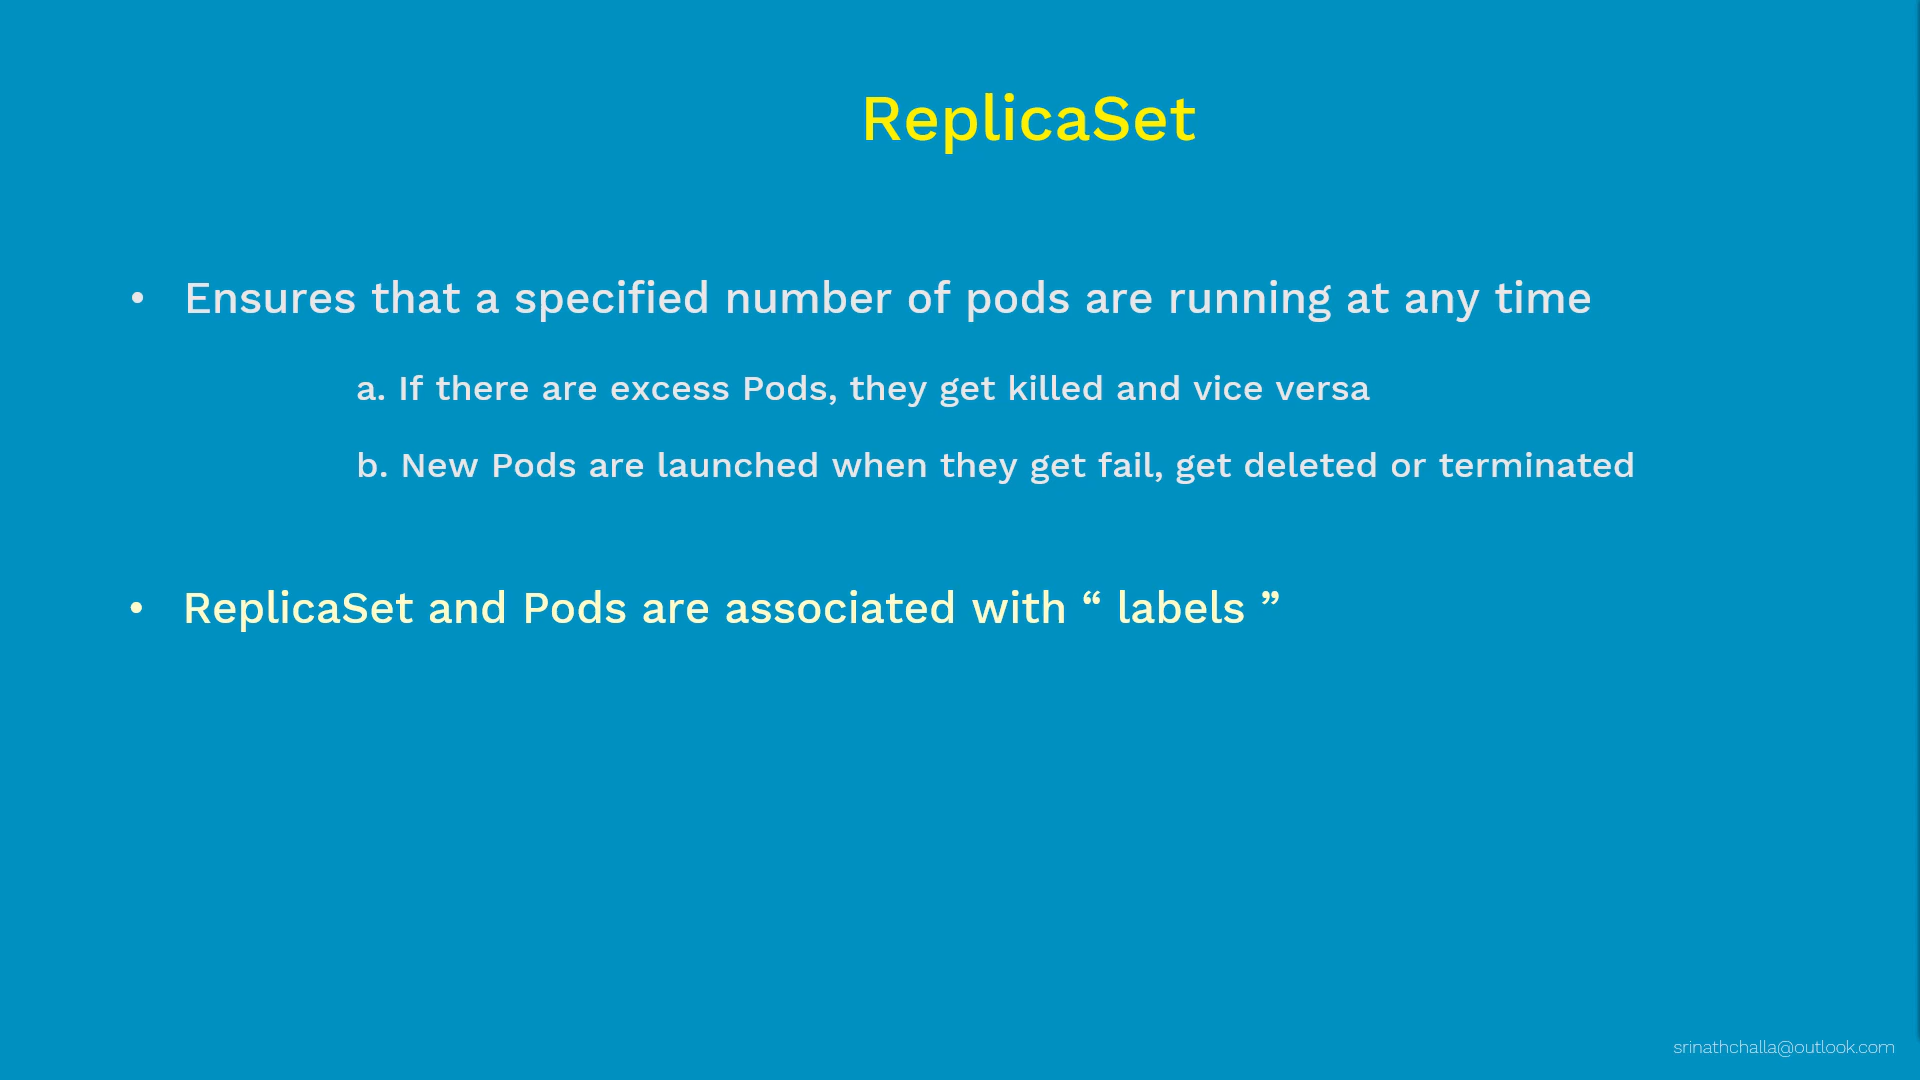 ReplicaSet
• Ensures that a specified number of pods are running at any time
a. If there are excess Pods, they get killed and vice versa
b. New Pods are launched when they get fail, get deleted or terminated
• ReplicaSet and Pods are associated with “ labels ”
srinathchalla@outlook.com